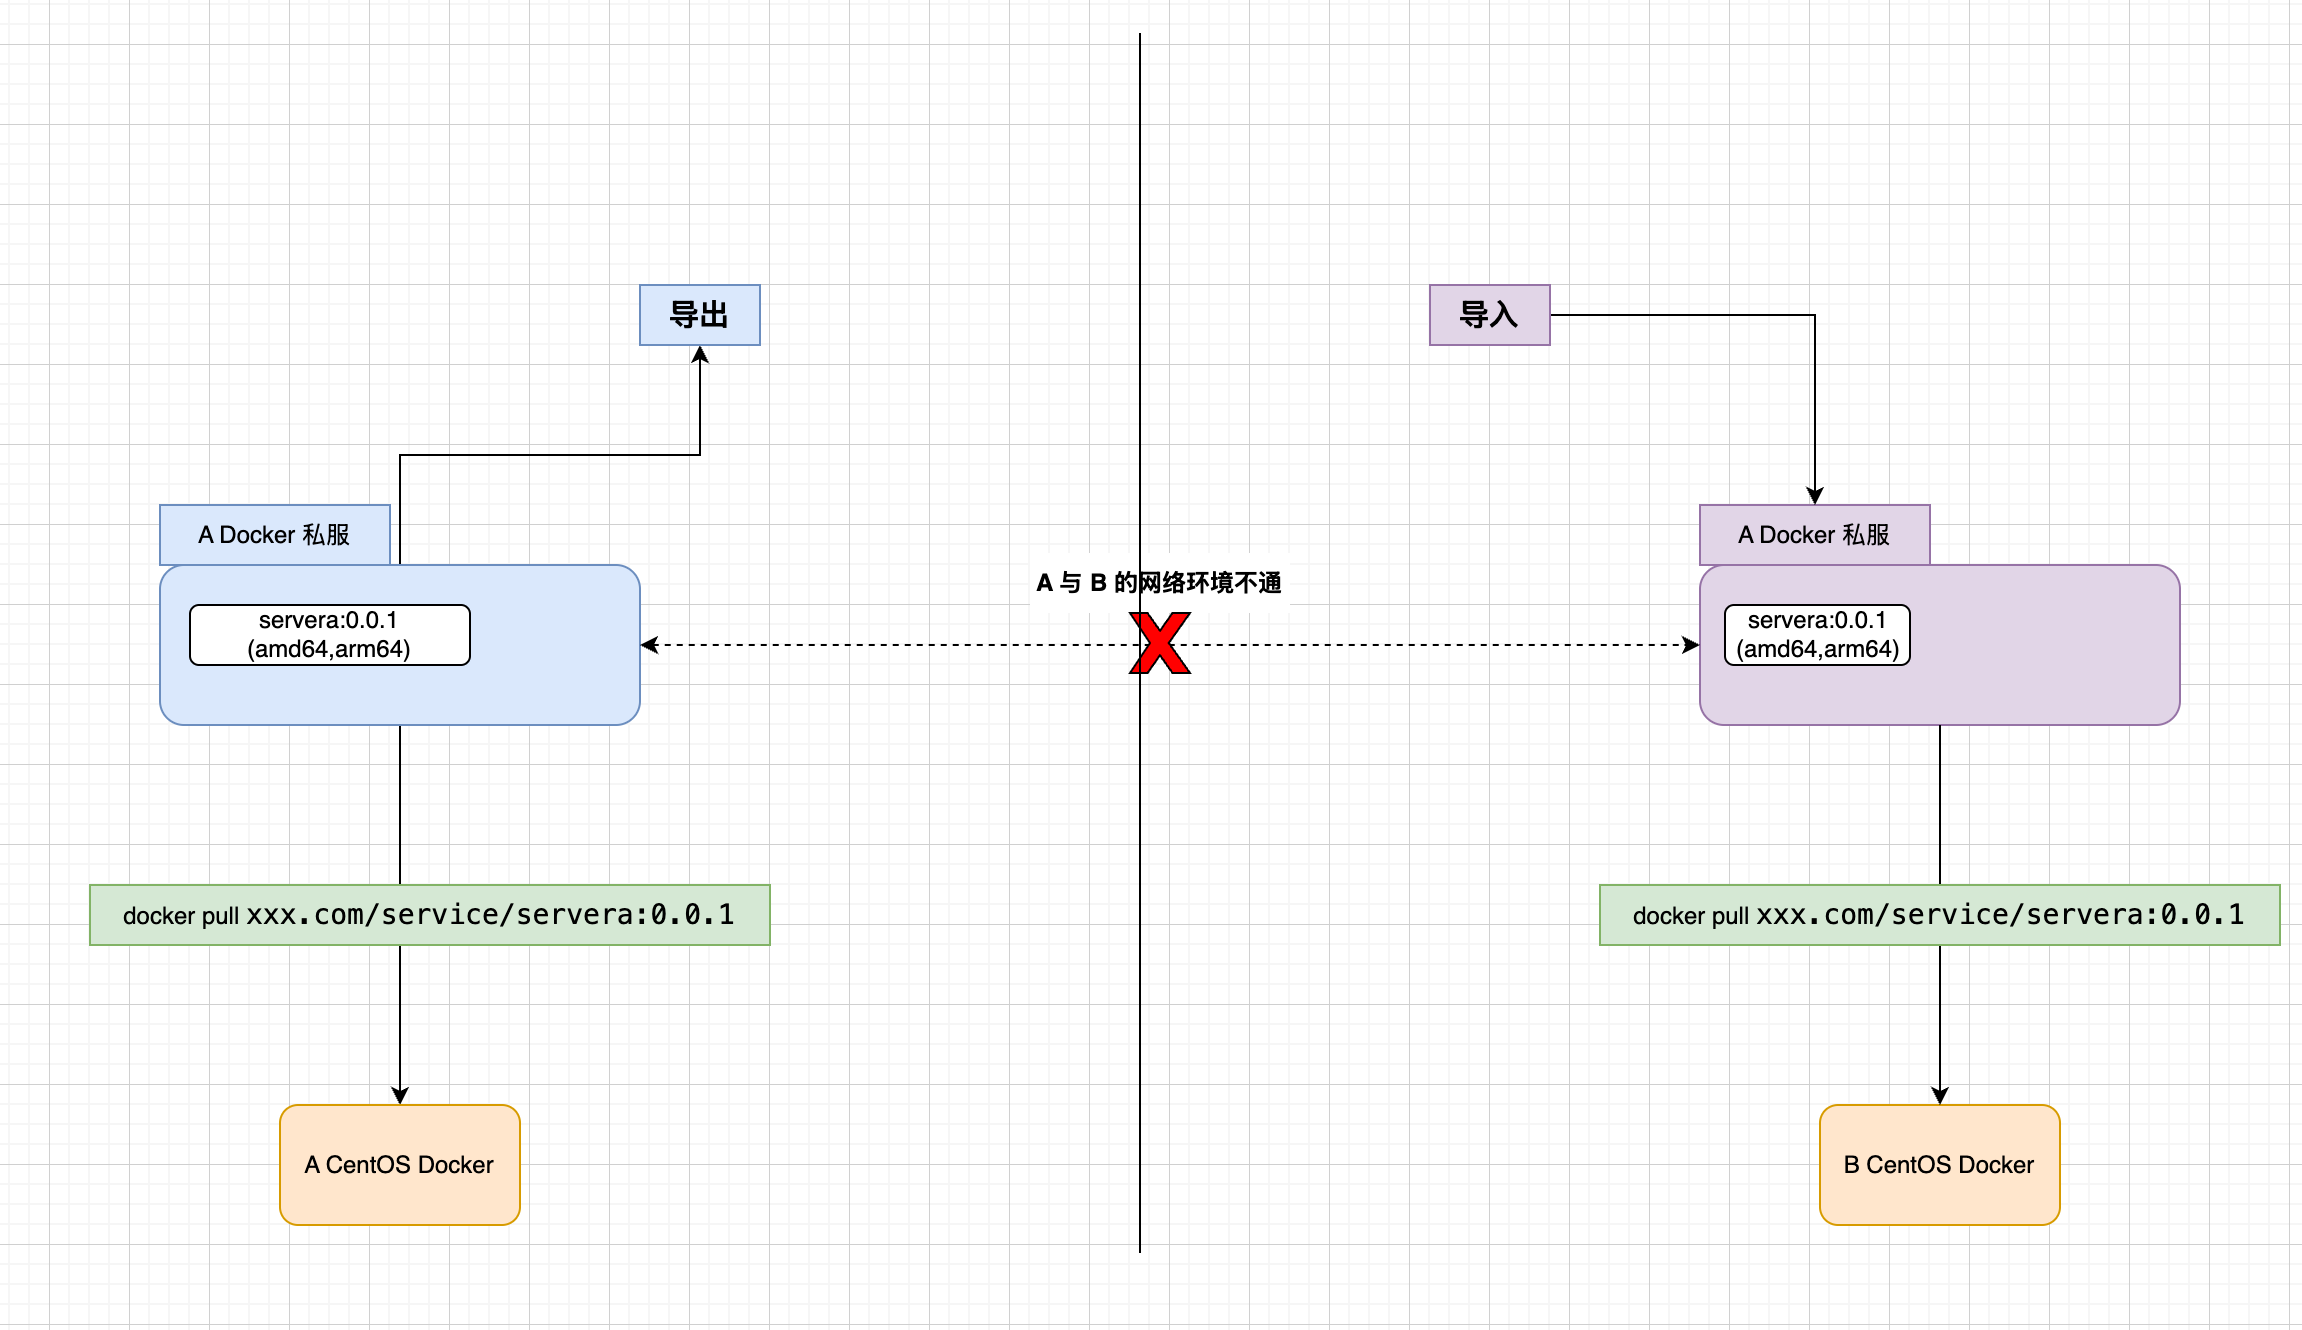 导出
导入
A Docker 私服
A Docker 私服
A 与 B 的网络环境不通
X
servera:0.0.1
(amd64,arm64)
servera:0.0.1
(amd64,arm64)
docker pull xxx.com/service/servera:0.0.1
docker pull xxx.com/service/servera:0.0.1
A CentOS Docker
B CentOS Docker